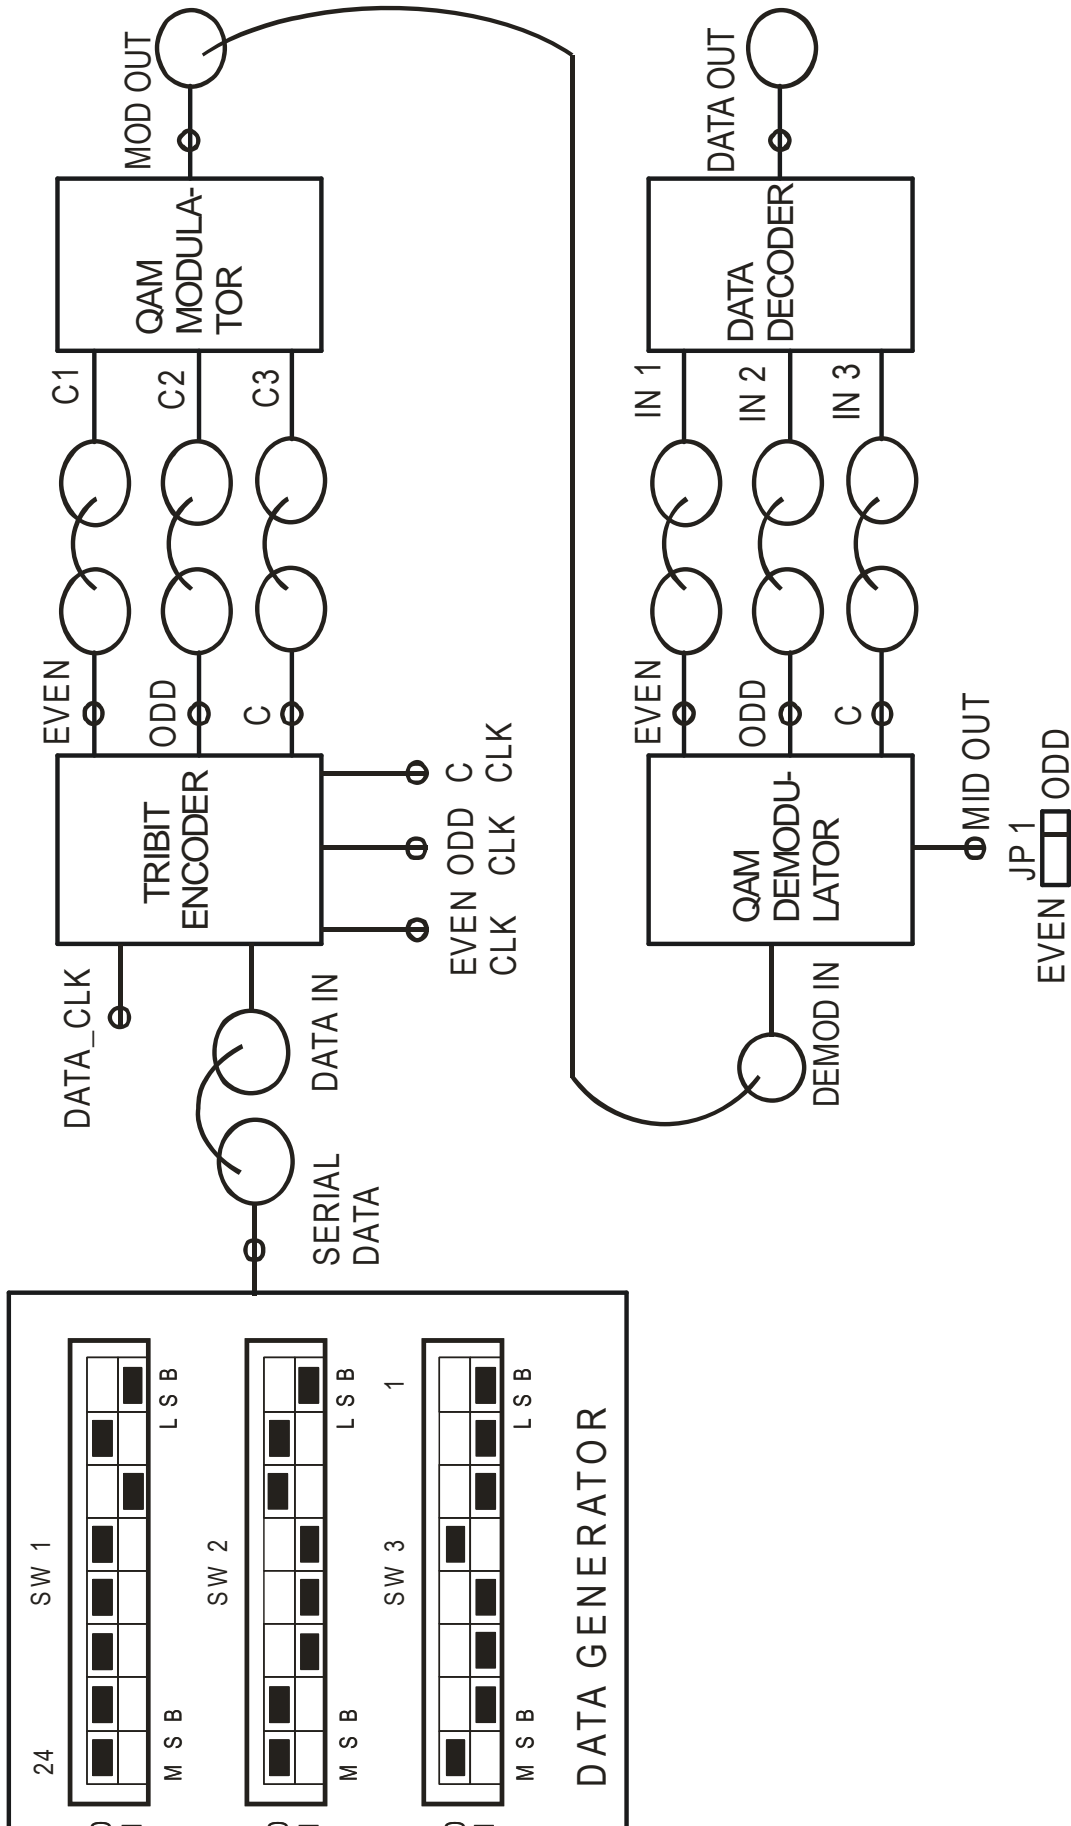 24
SW 1
M S B
L S B
SW 2
M S B
L S B
SW 3
1
M S B
L S B
DATA GENERATOR
SERIAL
DATA
DATA IN
DATA_CLK
TRIBIT
ENCODER
EVEN
CLK
ODD
CLK
C
CLK
EVEN
ODD
C
C1
C2
C3
QAM
MODULA-
TOR
MOD OUT
DEMOD IN
QAM
DEMODU-
LATOR
MID OUT
JP 1
EVEN
ODD
EVEN
ODD
C
IN 1
IN 2
IN 3
DATA
DECODER
DATA OUT